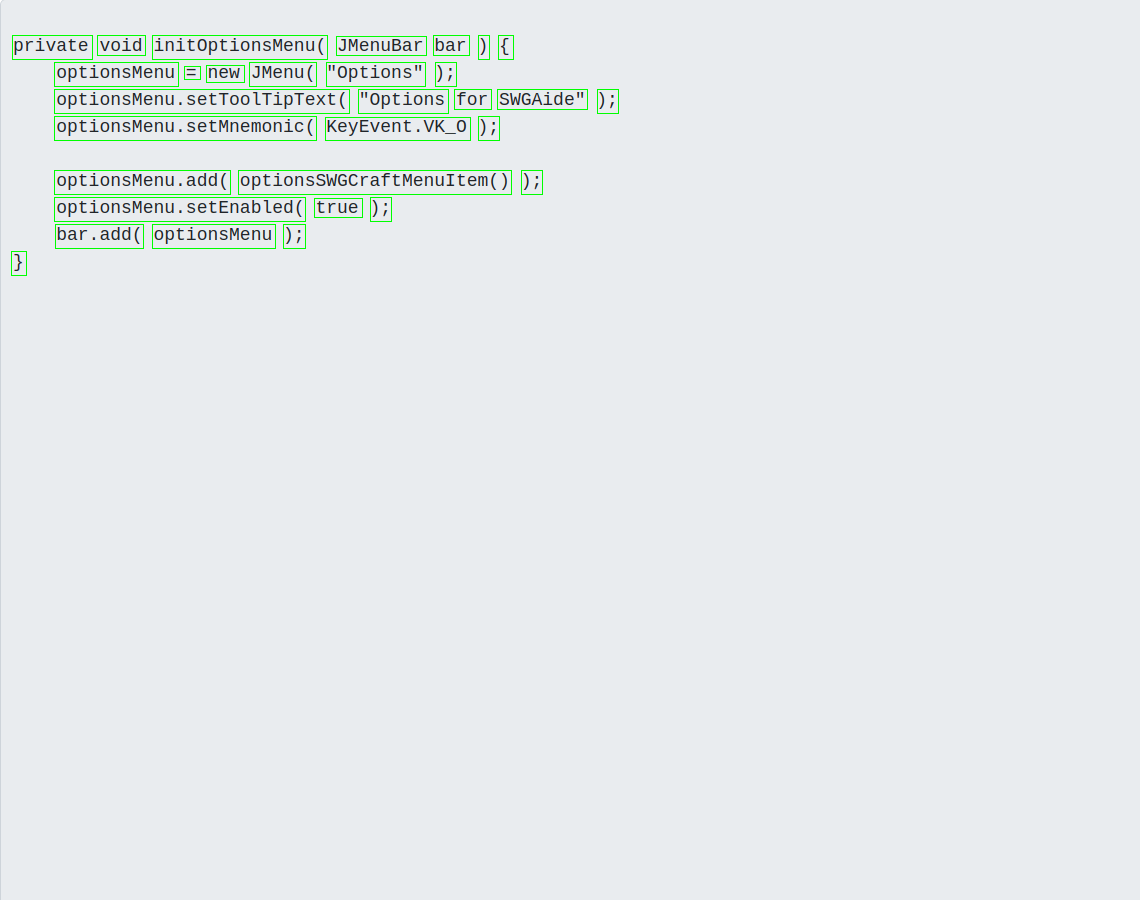 private void initOptionsMenu( JMenuBar bar ) {
    optionsMenu = new JMenu( "Options" );
    optionsMenu.setToolTipText( "Options for SWGAide" );
    optionsMenu.setMnemonic( KeyEvent.VK_O );

    optionsMenu.add( optionsSWGCraftMenuItem() );
    optionsMenu.setEnabled( true );
    bar.add( optionsMenu );
}